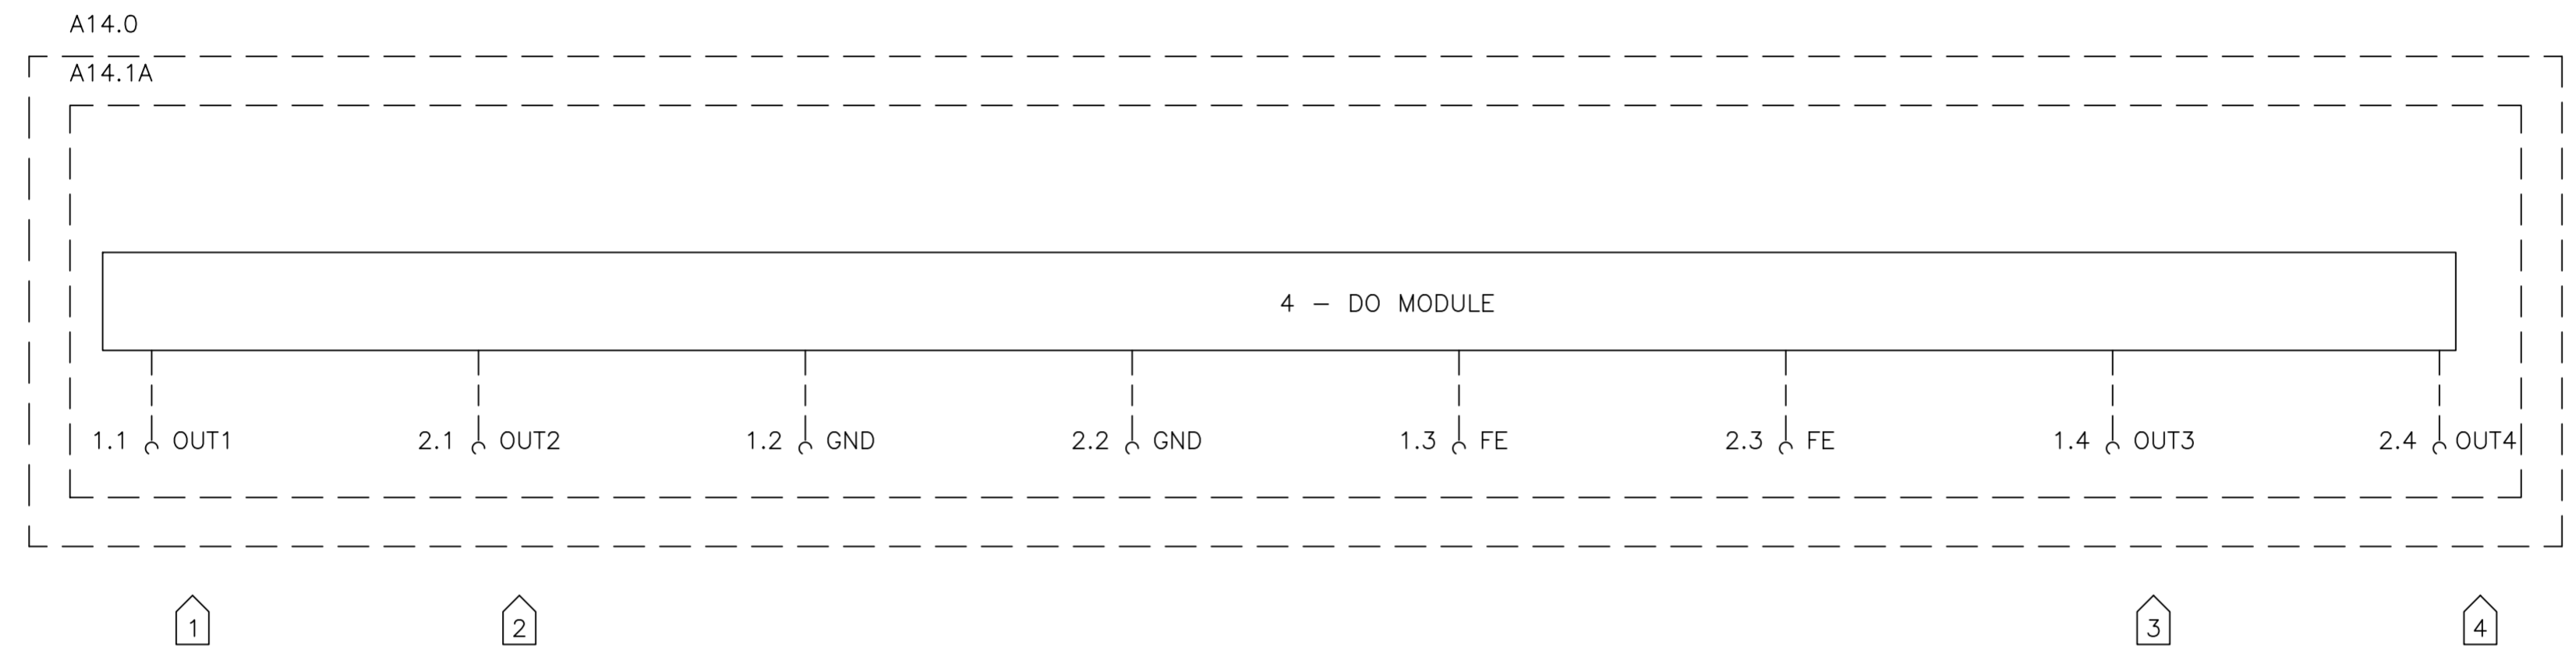 A14.0
A14.1A
4 - DO MODULE
1.1 OUT1 2.1 OUT2 1.2 GND 2.2 GND 1.3 FE 2.3 FE 1.4 OUT3 2.4 OUT4
1 2 3 4